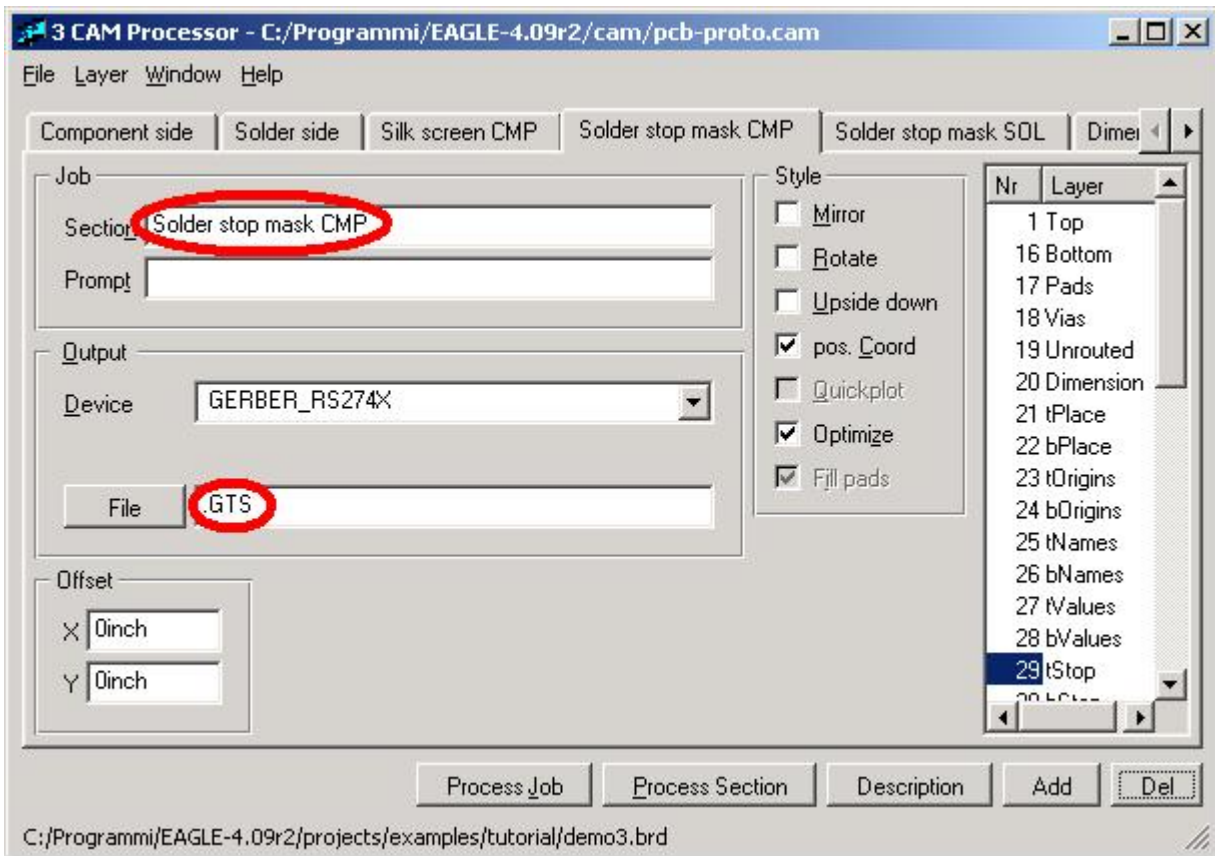 3 CAM Processor - C:/Programmi/EAGLE-4.09r2/cam/pcb-proto.cam
File Layer Window Help
Component side Solder side Silk screen CMP Solder stop mask CMP Solder stop mask SOL
Job
Section Solder stop mask CMP
Prompt
Output
Device GERBER_RS274X
File .GTS
Offset
X 0inch
Y 0inch
Style
Mirror
Rotate
Upside down
pos. Coord
Quickplot
Optimize
Fill pads
Nr Layer
1 Top
16 Bottom
17 Pads
18 Vias
19 Unrouted
20 Dimension
21 tPlace
22 bPlace
23 tOrigins
24 bOrigins
25 tNames
26 bNames
27 tValues
28 bValues
29 tStop
Process Job Process Section Description Add Del
C:/Programmi/EAGLE-4.09r2/projects/examples/tutorial/demo3.brd